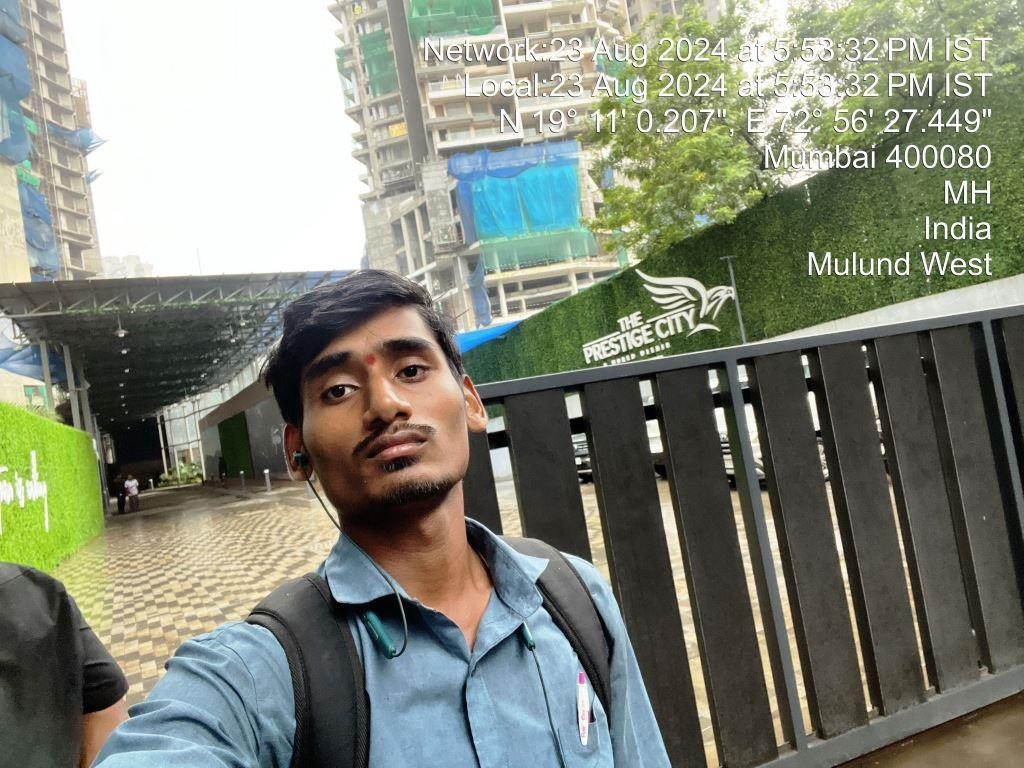 Network:23 Aug 2024 at 5:53:32 PM IST
Local:23 Aug 2024 at 5:53:32 PM IST
N 19° 11' 0.207", E 72° 56' 27.449"
Mumbai 400080
MH
India
Mulund West
THE
PRESTIGE CITY